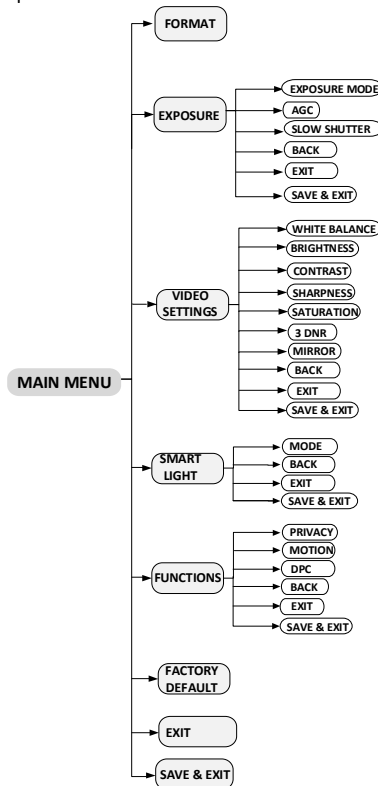 FORMAT
EXPOSURE
EXPOSURE MODE
AGC
SLOW SHUTTER
BACK
EXIT
SAVE & EXIT
VIDEO
SETTINGS
WHITE BALANCE
BRIGHTNESS
CONTRAST
SHARPNESS
SATURATION
3 DNR
MIRROR
BACK
EXIT
SAVE & EXIT
MAIN MENU
SMART
LIGHT
MODE
BACK
EXIT
SAVE & EXIT
FUNCTIONS
PRIVACY
MOTION
DPC
BACK
EXIT
SAVE & EXIT
FACTORY
DEFAULT
EXIT
SAVE & EXIT